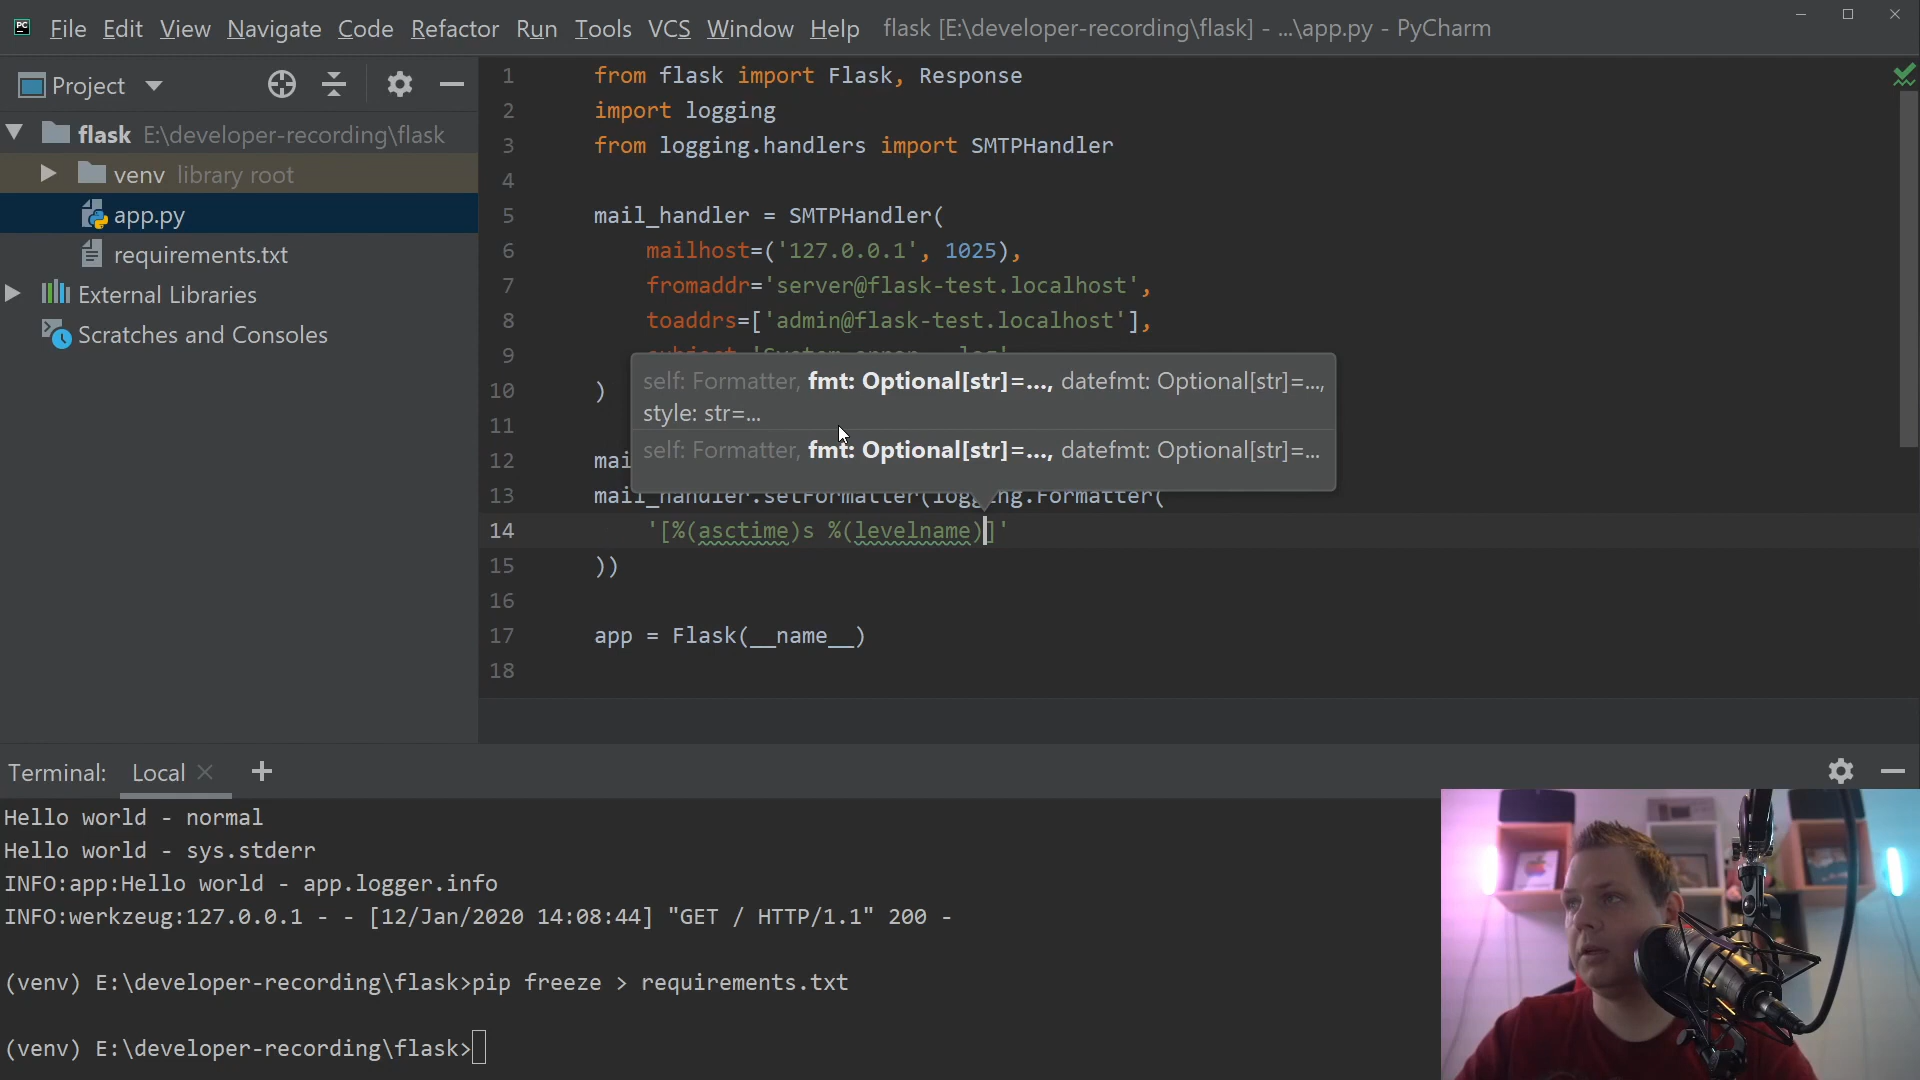 File Edit View Navigate Code Refactor Run Tools VCS Window Help flask [E:\developer-recording\flask] - ...\app.py - PyCharm
Project
flask E:\developer-recording\flask
venv library root
app.py
requirements.txt
External Libraries
Scratches and Consoles
1 from flask import Flask, Response
2 import logging
3 from logging.handlers import SMTPHandler
4
5 mail_handler = SMTPHandler(
6 mailhost=('127.0.0.1', 1025),
7 fromaddr='server@flask-test.localhost',
8 toaddrs=['admin@flask-test.localhost'],
9
10 )
11
self: Formatter, fmt: Optional[str]=..., datefmt: Optional[str]=...,
style: str=...
self: Formatter, fmt: Optional[str]=..., datefmt: Optional[str]=...
12 mai
13 mail_handler.setFormatter(logging.Formatter(
14 '[%(asctime)s %(levelname)]'
15 ))
16
17 app = Flask(__name__)
18
Terminal: Local
Hello world - normal
Hello world - sys.stderr
INFO:app:Hello world - app.logger.info
INFO:werkzeug:127.0.0.1 - - [12/Jan/2020 14:08:44] "GET / HTTP/1.1" 200 -
(venv) E:\developer-recording\flask>pip freeze > requirements.txt
(venv) E:\developer-recording\flask>